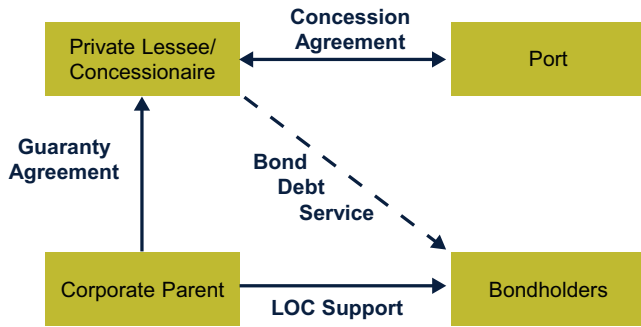 Concession
Agreement
Private Lessee/
Concessionaire
Port
Guaranty
Agreement
Bond
Debt
Service
Corporate Parent
LOC Support
Bondholders